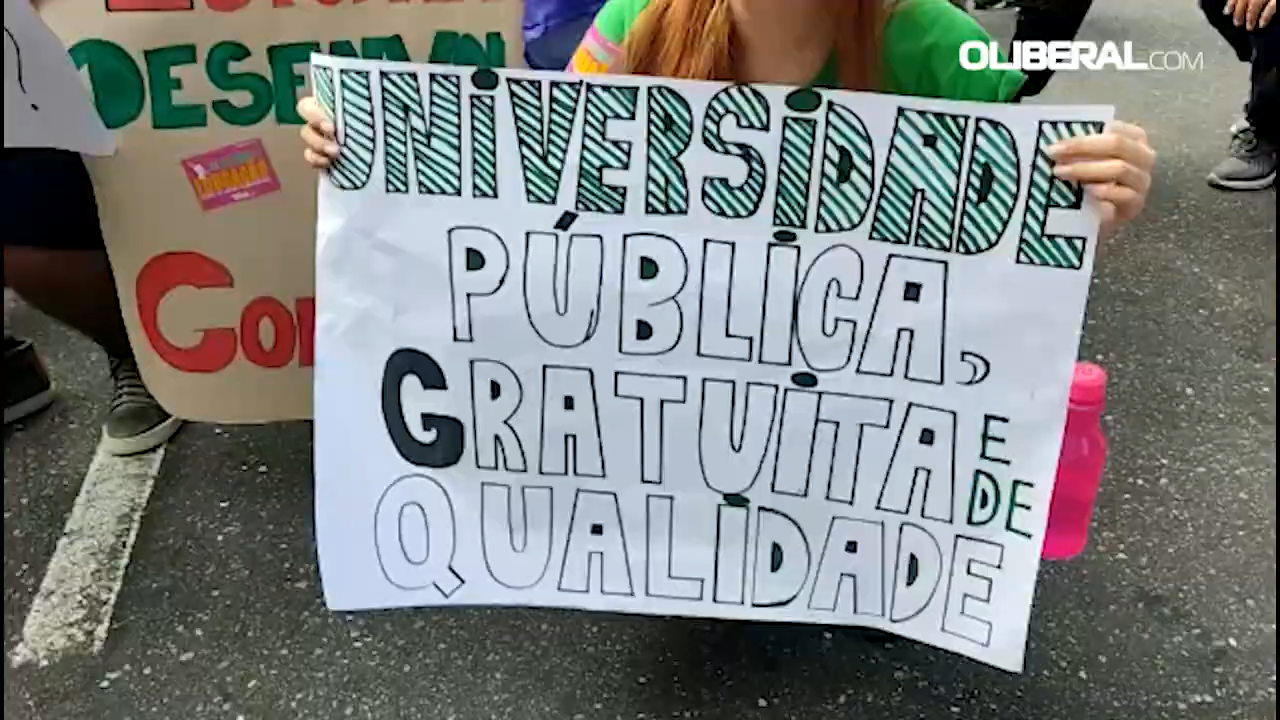 OLIBERAL.COM
UNIVERSIDADE
PÚBLICA,
GRATUITA E
DE
QUALIDADE